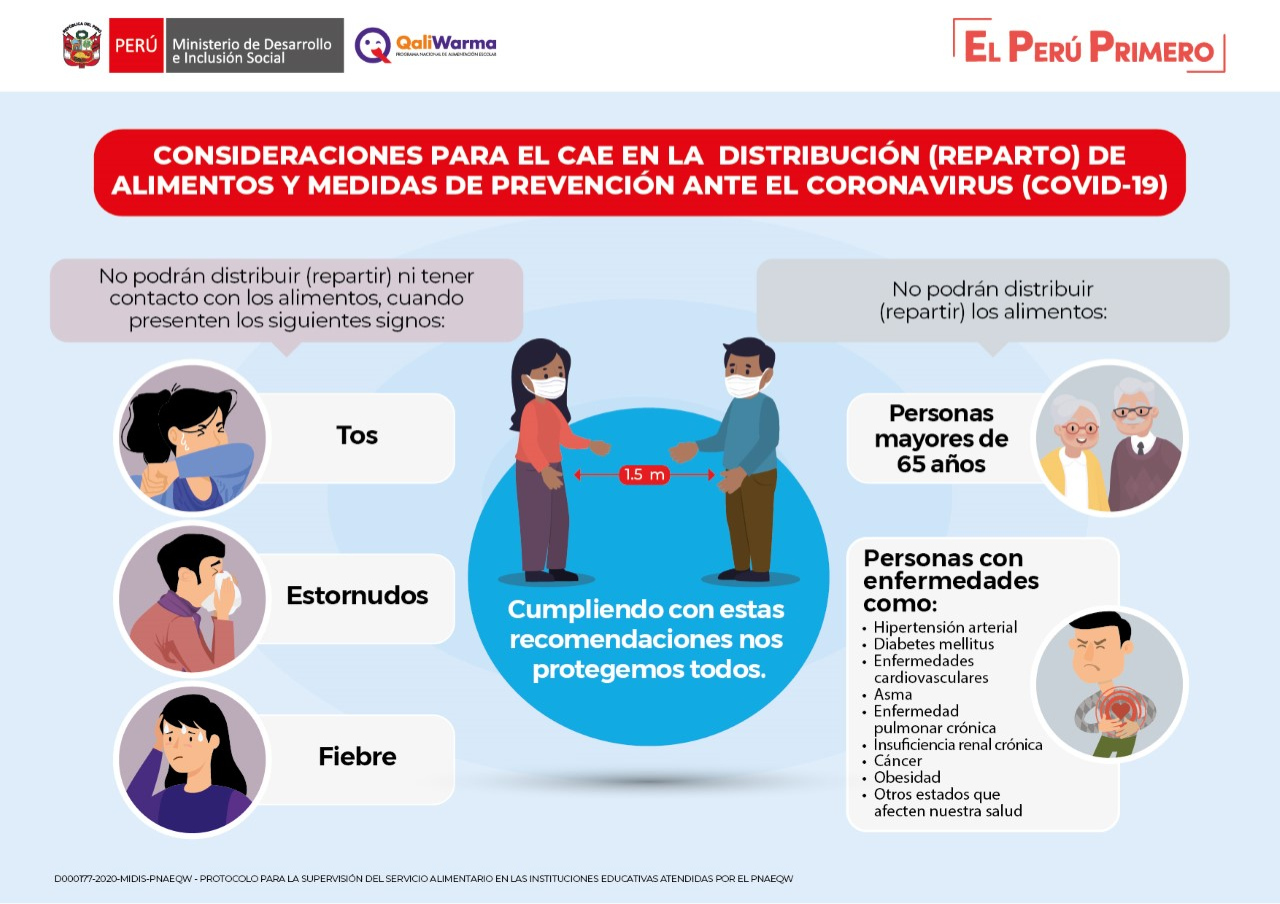 REPÚBLICA DEL PERÚ
PERÚ
Ministerio de Desarrollo
e Inclusión Social
QaliWarma
PROGRAMA NACIONAL DE ALIMENTACIÓN ESCOLAR
EL PERÚ PRIMERO
CONSIDERACIONES PARA EL CAE EN LA DISTRIBUCIÓN (REPARTO) DE
ALIMENTOS Y MEDIDAS DE PREVENCIÓN ANTE EL CORONAVIRUS (COVID-19)
No podrán distribuir (repartir) ni tener
contacto con los alimentos, cuando
presenten los siguientes signos:
Tos
Estornudos
Fiebre
1.5 m
Cumpliendo con estas
recomendaciones nos
protegemos todos.
No podrán distribuir
(repartir) los alimentos:
Personas
mayores de
65 años
Personas con
enfermedades
como:
• Hipertensión arterial
• Diabetes mellitus
• Enfermedades
cardiovasculares
• Asma
• Enfermedad
pulmonar crónica
• Insuficiencia renal crónica
• Cáncer
• Obesidad
• Otros estados que
afecten nuestra salud
D000177-2020-MIDIS-PNAEQW - PROTOCOLO PARA LA SUPERVISIÓN DEL SERVICIO ALIMENTARIO EN LAS INSTITUCIONES EDUCATIVAS ATENDIDAS POR EL PNAEQW